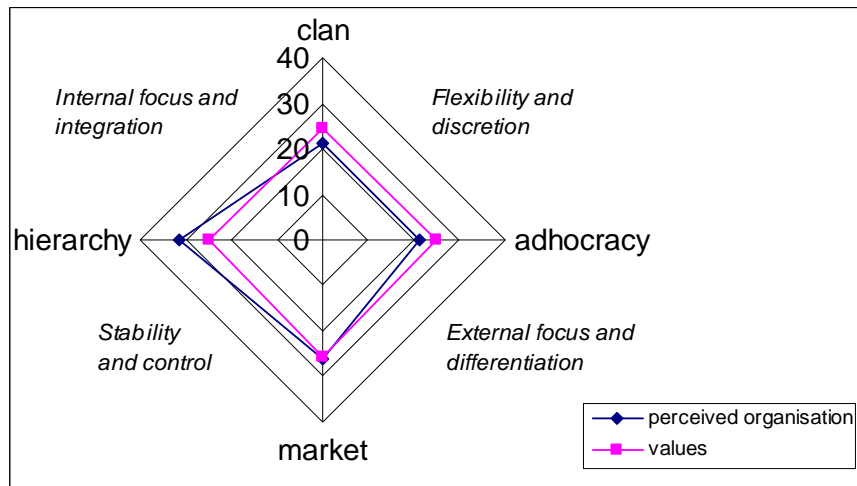 clan
40
Internal focus and
integration
Flexibility and
discretion
30
20
10
hierarchy
0
adhocracy
Stability
and control
External focus and
differentiation
market
perceived organisation
values